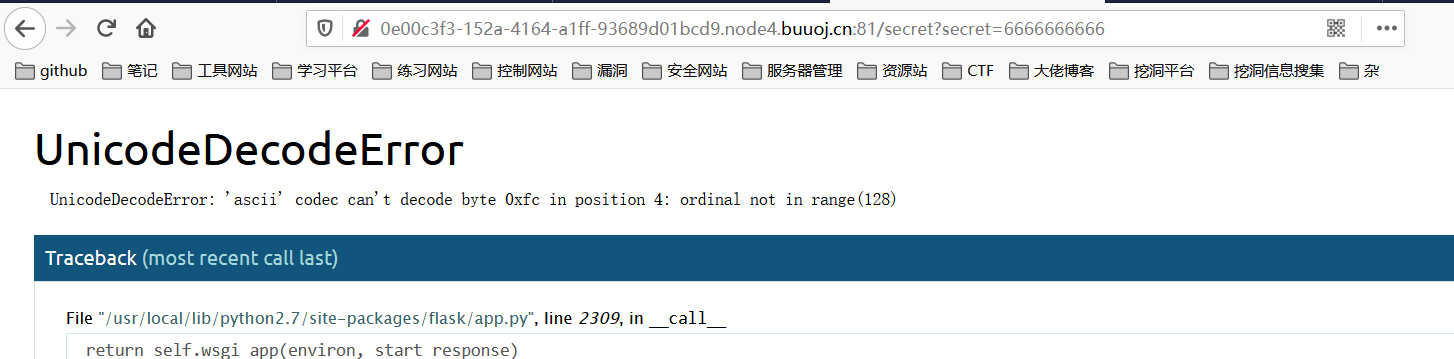 0e00c3f3-152a-4164-a1ff-93689d01bcd9.node4.buuoj.cn:81/secret?secret=6666666666
github 笔记 工具网站 学习平台 练习网站 控制网站 漏洞 安全网站 服务器管理 资源站 CTF 大佬博客 挖洞平台 挖洞信息搜集 杂
UnicodeDecodeError
UnicodeDecodeError: 'ascii' codec can't decode byte 0xfc in position 4: ordinal not in range(128)
Traceback (most recent call last)
File "/usr/local/lib/python2.7/site-packages/flask/app.py", line 2309, in __call__
return self.wsgi_app(environ, start_response)